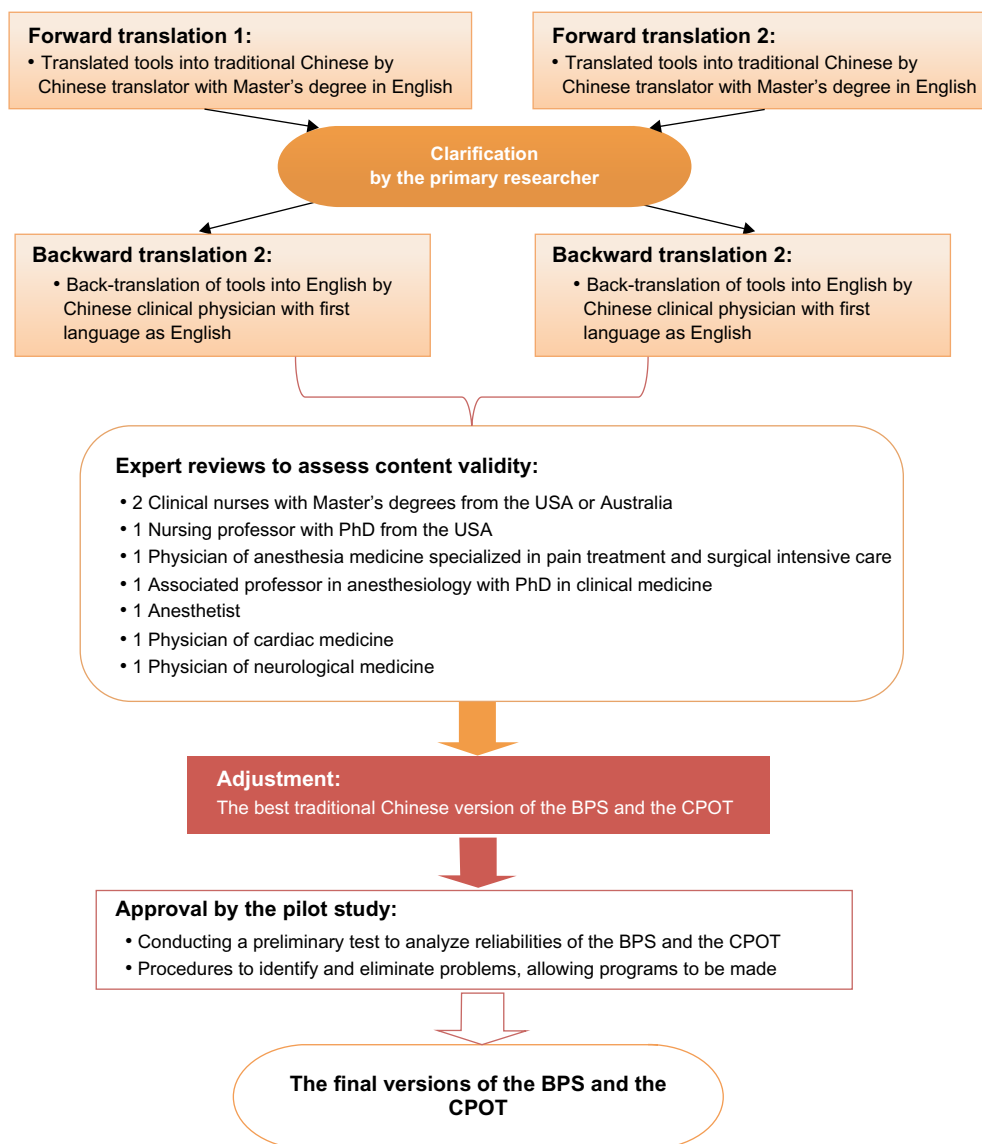 Forward translation 1:
• Translated tools into traditional Chinese by
Chinese translator with Master's degree in English
Forward translation 2:
• Translated tools into traditional Chinese by
Chinese translator with Master's degree in English
Clarification
by the primary researcher
Backward translation 2:
• Back-translation of tools into English by
Chinese clinical physician with first
language as English
Backward translation 2:
• Back-translation of tools into English by
Chinese clinical physician with first
language as English
Expert reviews to assess content validity:
• 2 Clinical nurses with Master's degrees from the USA or Australia
• 1 Nursing professor with PhD from the USA
• 1 Physician of anesthesia medicine specialized in pain treatment and surgical intensive care
• 1 Associated professor in anesthesiology with PhD in clinical medicine
• 1 Anesthetist
• 1 Physician of cardiac medicine
• 1 Physician of neurological medicine
Adjustment:
The best traditional Chinese version of the BPS and the CPOT
Approval by the pilot study:
• Conducting a preliminary test to analyze reliabilities of the BPS and the CPOT
• Procedures to identify and eliminate problems, allowing programs to be made
The final versions of the BPS and the
CPOT